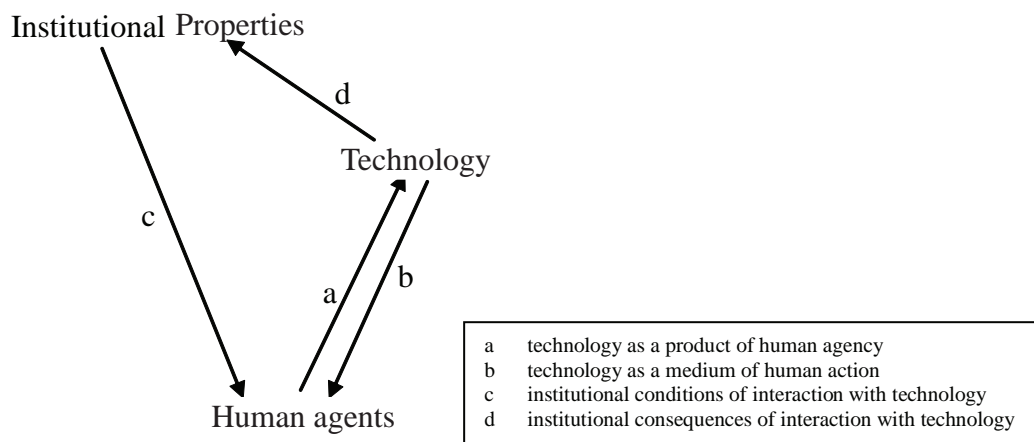 Institutional Properties
d
Technology
c
b
a
Human agents
a technology as a product of human agency
b technology as a medium of human action
c institutional conditions of interaction with technology
d institutional consequences of interaction with technology